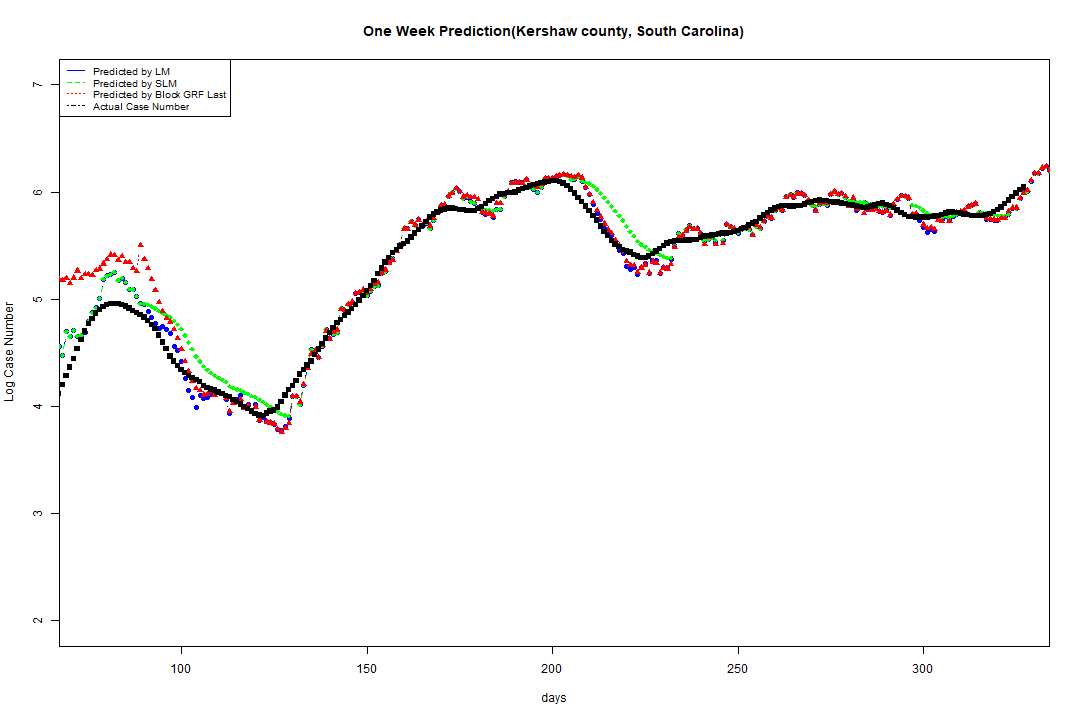 One Week Prediction(Kershaw county, South Carolina)
Predicted by LM
Predicted by SLM
Predicted by Block GRF Last
Actual Case Number
7
6
5
4
3
2
Log Case Number
100 150 200 250 300
days